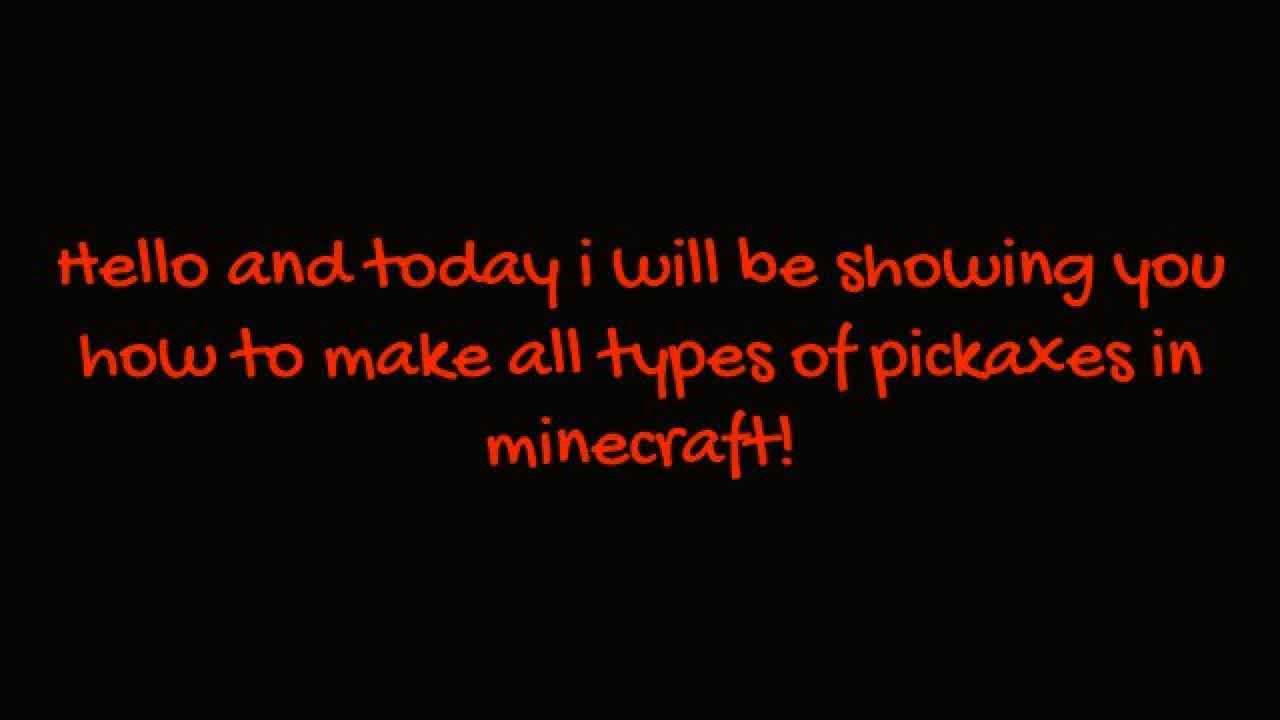 Hello and today i will be showing you
how to make all types of pickaxes in
minecraft!